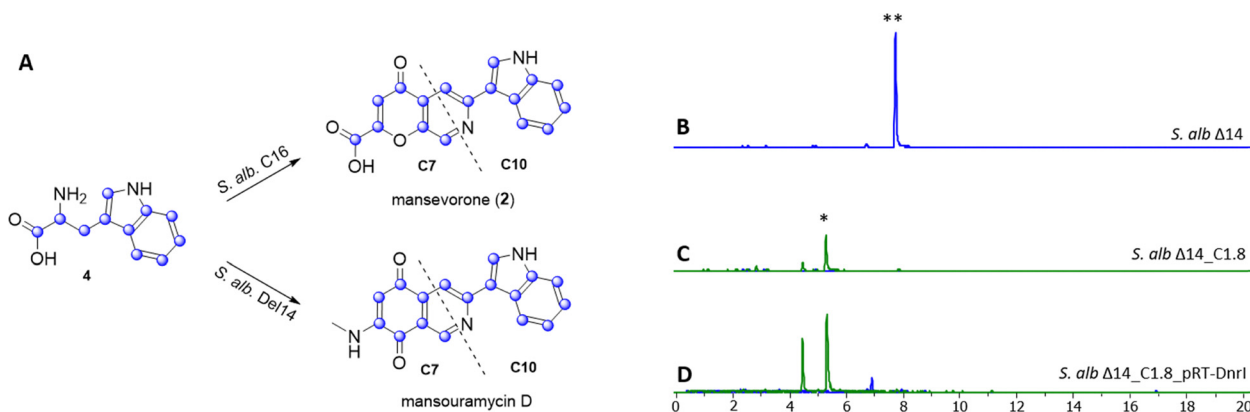 A
NH2
O
OH
NH
4
S. alb. C16
S. alb. Del14
O
NH
O
OH
O
N
C7
C10
mansevorone (2)
O
NH
N
N
H
O
C7
C10
mansouramycin D
**
B
S. alb Δ14
*
C
S. alb Δ14_C1.8
D
S. alb Δ14_C1.8_pRT-DnrI
0 2 4 6 8 10 12 14 16 18 20